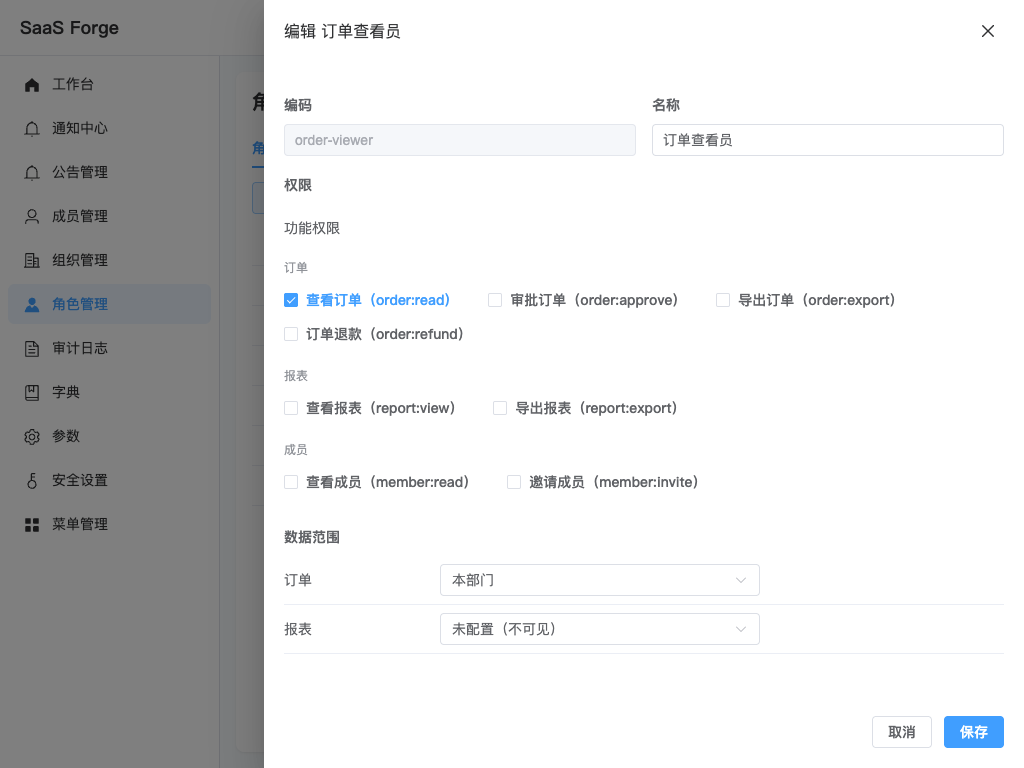 SaaS Forge
工作台
通知中心
公告管理
成员管理
组织管理
角色管理
审计日志
字典
参数
安全设置
菜单管理
角
角
编辑 订单查看员
编码
名称
order-viewer
订单查看员
权限
功能权限
订单
查看订单（order:read） 审批订单（order:approve） 导出订单（order:export）
订单退款（order:refund）
报表
查看报表（report:view） 导出报表（report:export）
成员
查看成员（member:read） 邀请成员（member:invite）
数据范围
订单 本部门
报表 未配置（不可见）
取消 保存